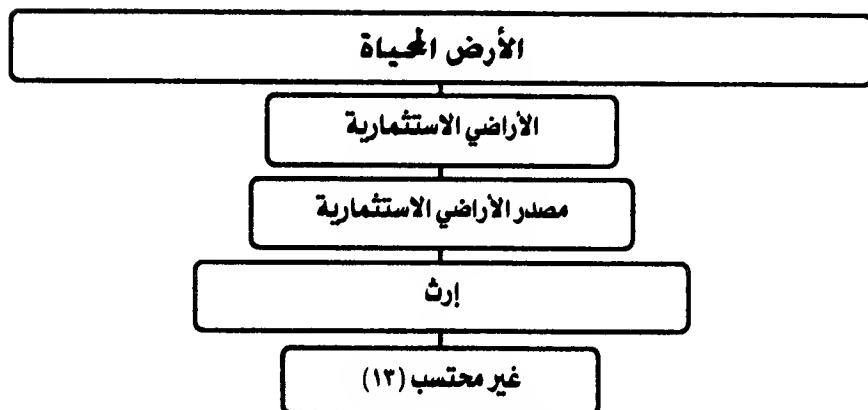 الأرض المحياة
الأراضي الاستثمارية
مصدر الأراضي الاستثمارية
إرث
غير محتسب (١٣)